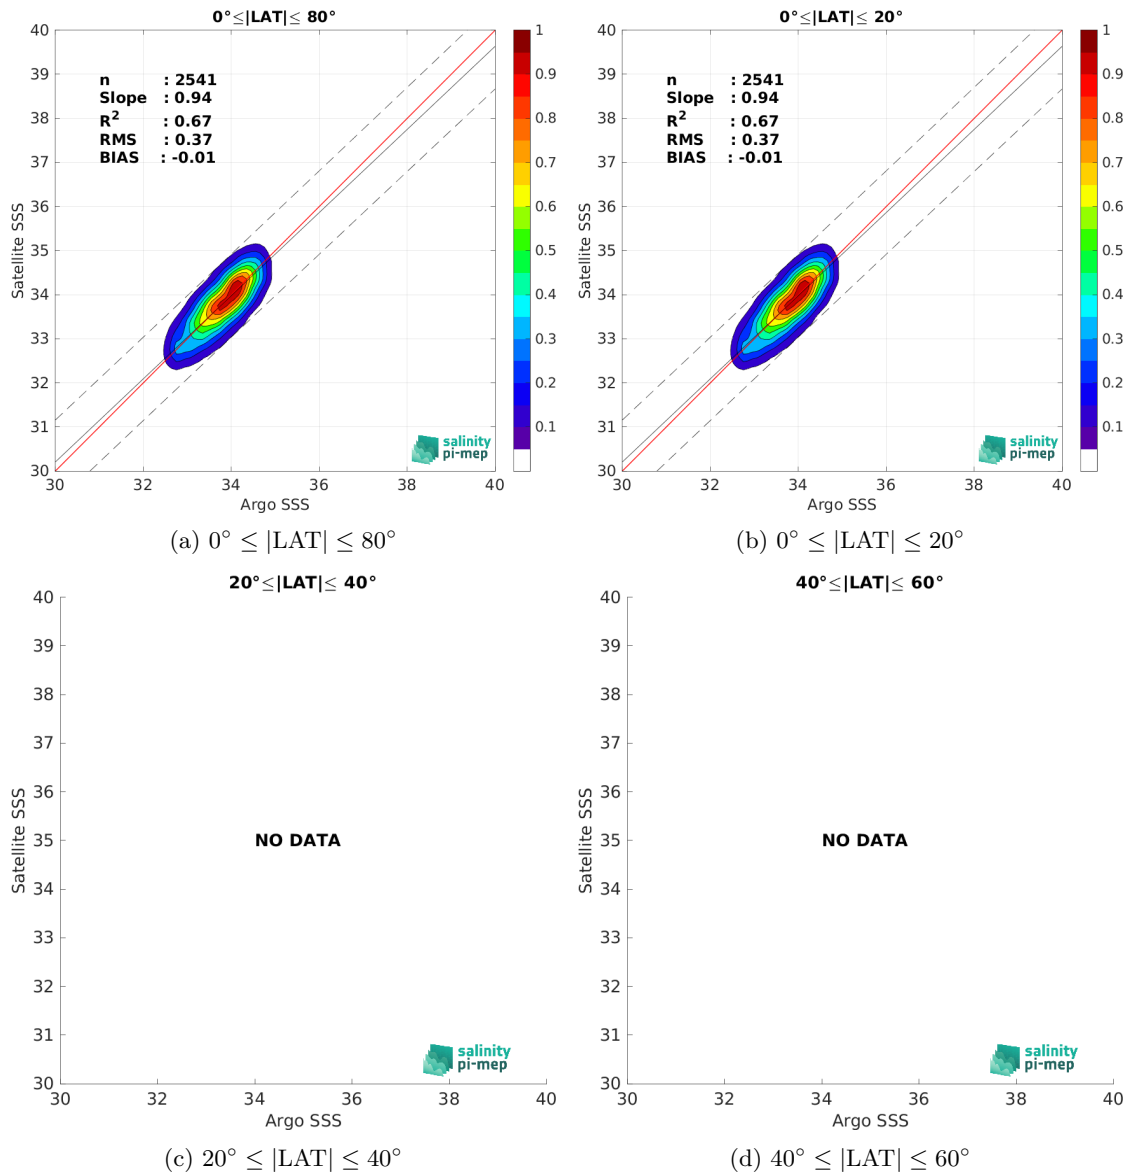 0°≤|LAT|≤ 80°
40
39
38
37
36
35
34
33
32
31
30
Satellite SSS
n : 2541
Slope : 0.94
R² : 0.67
RMS : 0.37
BIAS : -0.01
salinity
pi-mep
30 32 34 36 38 40
Argo SSS
1
0.9
0.8
0.7
0.6
0.5
0.4
0.3
0.2
0.1
(a) 0° ≤ |LAT| ≤ 80°
0°≤|LAT|≤ 20°
40
39
38
37
36
35
34
33
32
31
30
Satellite SSS
n : 2541
Slope : 0.94
R² : 0.67
RMS : 0.37
BIAS : -0.01
salinity
pi-mep
30 32 34 36 38 40
Argo SSS
1
0.9
0.8
0.7
0.6
0.5
0.4
0.3
0.2
0.1
(b) 0° ≤ |LAT| ≤ 20°
20°≤|LAT|≤ 40°
40
39
38
37
36
35
34
33
32
31
30
Satellite SSS
NO DATA
salinity
pi-mep
30 32 34 36 38 40
Argo SSS
(c) 20° ≤ |LAT| ≤ 40°
40°≤|LAT|≤ 60°
40
39
38
37
36
35
34
33
32
31
30
Satellite SSS
NO DATA
salinity
pi-mep
30 32 34 36 38 40
Argo SSS
(d) 40° ≤ |LAT| ≤ 60°